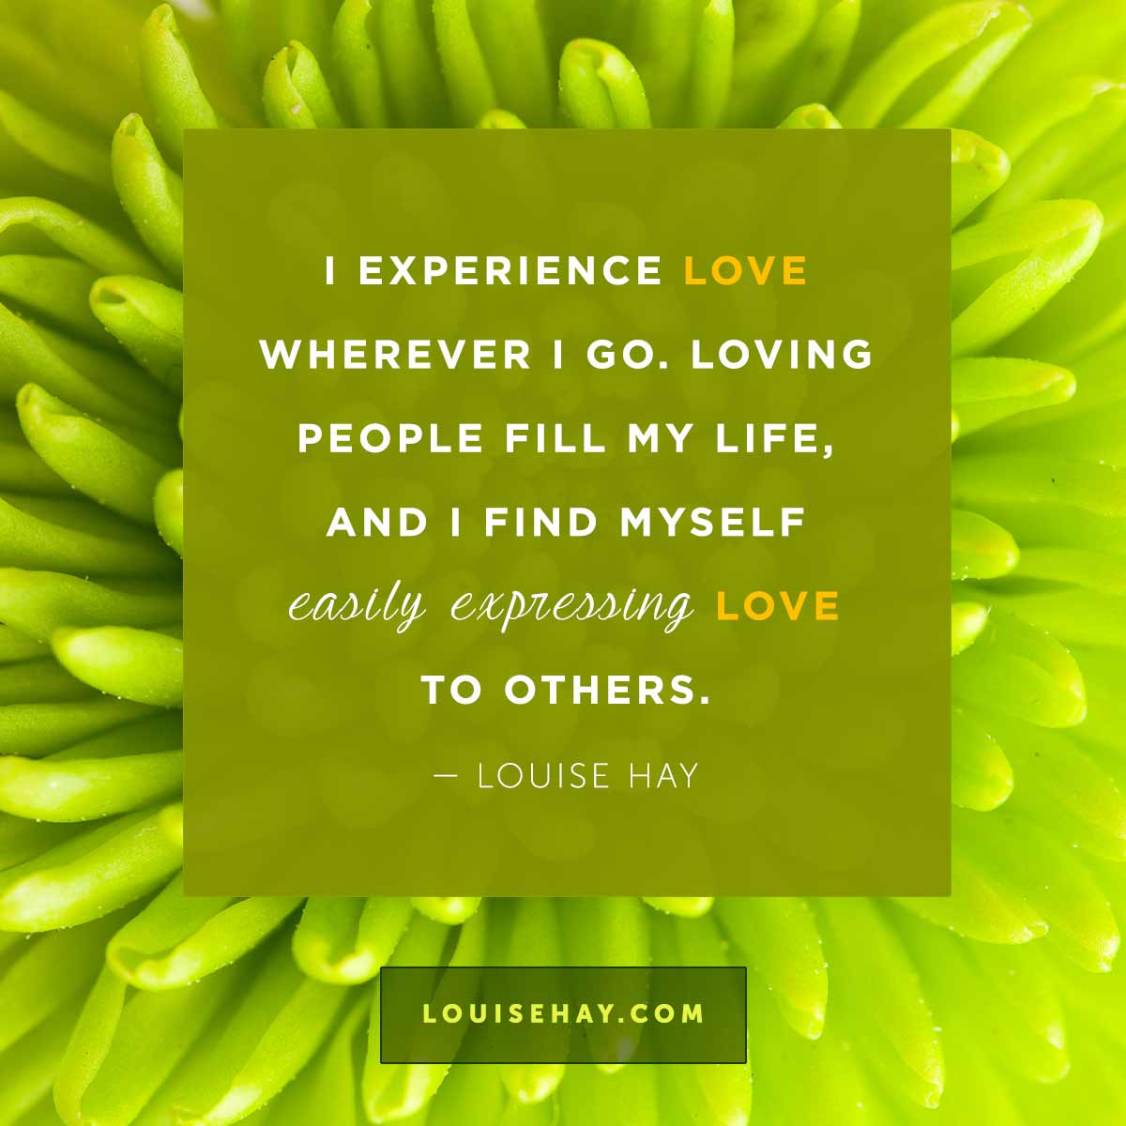 I EXPERIENCE LOVE
WHEREVER I GO. LOVING
PEOPLE FILL MY LIFE,
AND I FIND MYSELF
easily expressing LOVE
TO OTHERS.
– LOUISE HAY
LOUISEHAY.COM